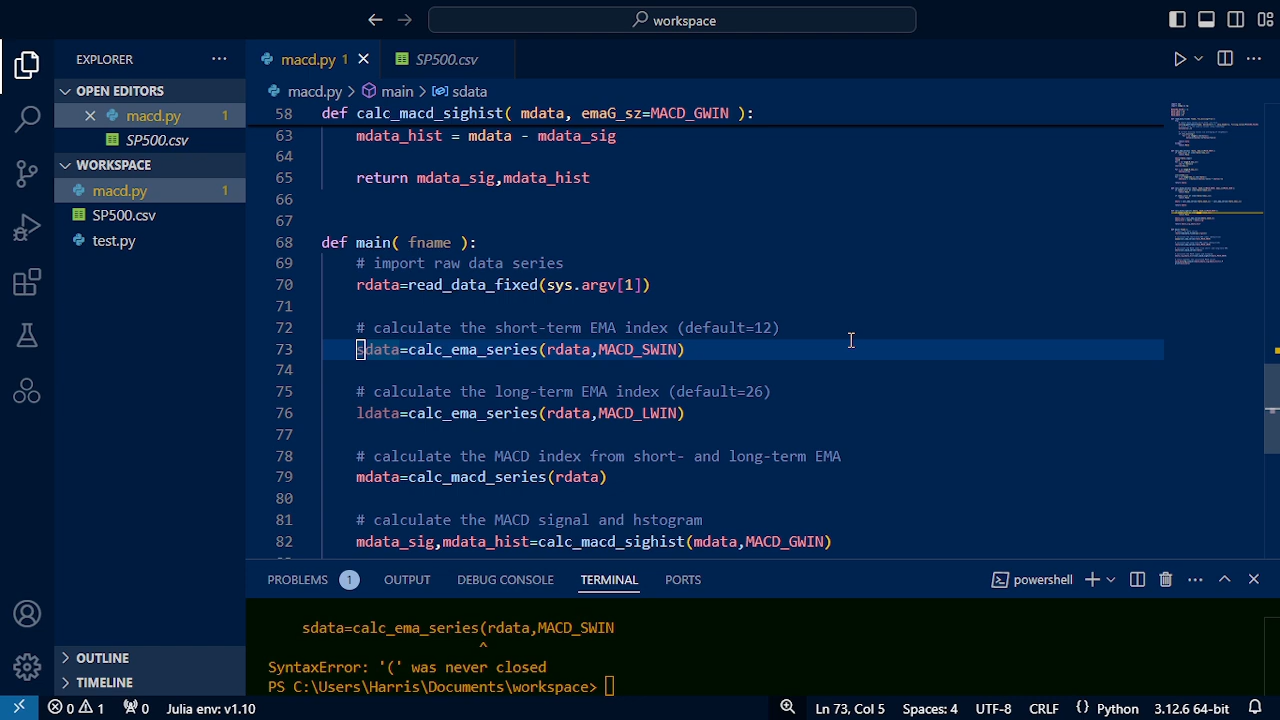 workspace
EXPLORER
macd.py 1
SP500.csv
OPEN EDITORS
macd.py > main > sdata
macd.py 1
SP500.csv
WORKSPACE
macd.py 1
SP500.csv
test.py
58 def calc_macd_sighist( mdata, emaG_sz=MACD_GWIN ):
63 mdata_hist = mdata - mdata_sig
64
65 return mdata_sig,mdata_hist
66
67
68 def main( fname ):
69 # import raw data series
70 rdata=read_data_fixed(sys.argv[1])
71
72 # calculate the short-term EMA index (default=12)
73 sdata=calc_ema_series(rdata,MACD_SWIN)
74
75 # calculate the long-term EMA index (default=26)
76 ldata=calc_ema_series(rdata,MACD_LWIN)
77
78 # calculate the MACD index from short- and long-term EMA
79 mdata=calc_macd_series(rdata)
80
81 # calculate the MACD signal and hstogram
82 mdata_sig,mdata_hist=calc_macd_sighist(mdata,MACD_GWIN)
PROBLEMS 1 OUTPUT DEBUG CONSOLE TERMINAL PORTS
powershell
sdata=calc_ema_series(rdata,MACD_SWIN
^
SyntaxError: '(' was never closed
PS C:\Users\Harris\Documents\workspace>
OUTLINE
TIMELINE
0 1 0 Julia env: v1.10
Ln 73, Col 5 Spaces: 4 UTF-8 CRLF {} Python 3.12.6 64-bit